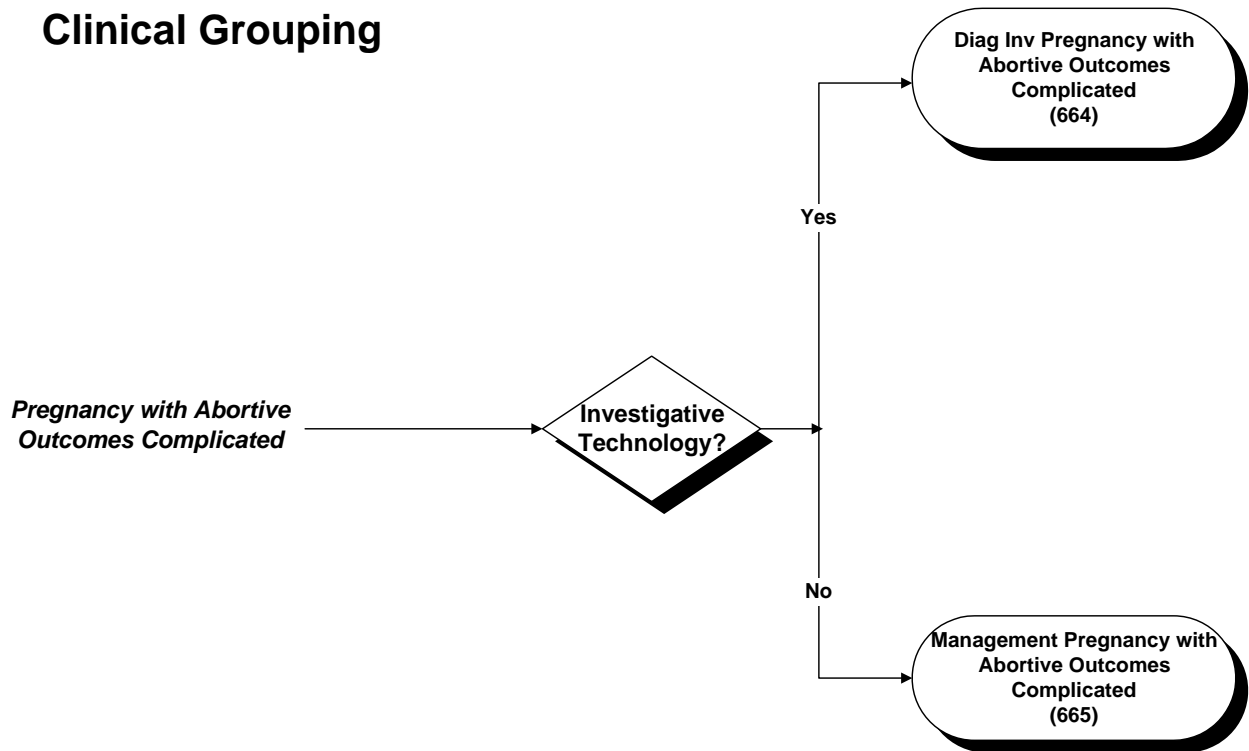 Clinical Grouping
Diag Inv Pregnancy with
Abortive Outcomes
Complicated
(664)
Yes
Pregnancy with Abortive
Outcomes Complicated
Investigative
Technology?
No
Management Pregnancy with
Abortive Outcomes
Complicated
(665)